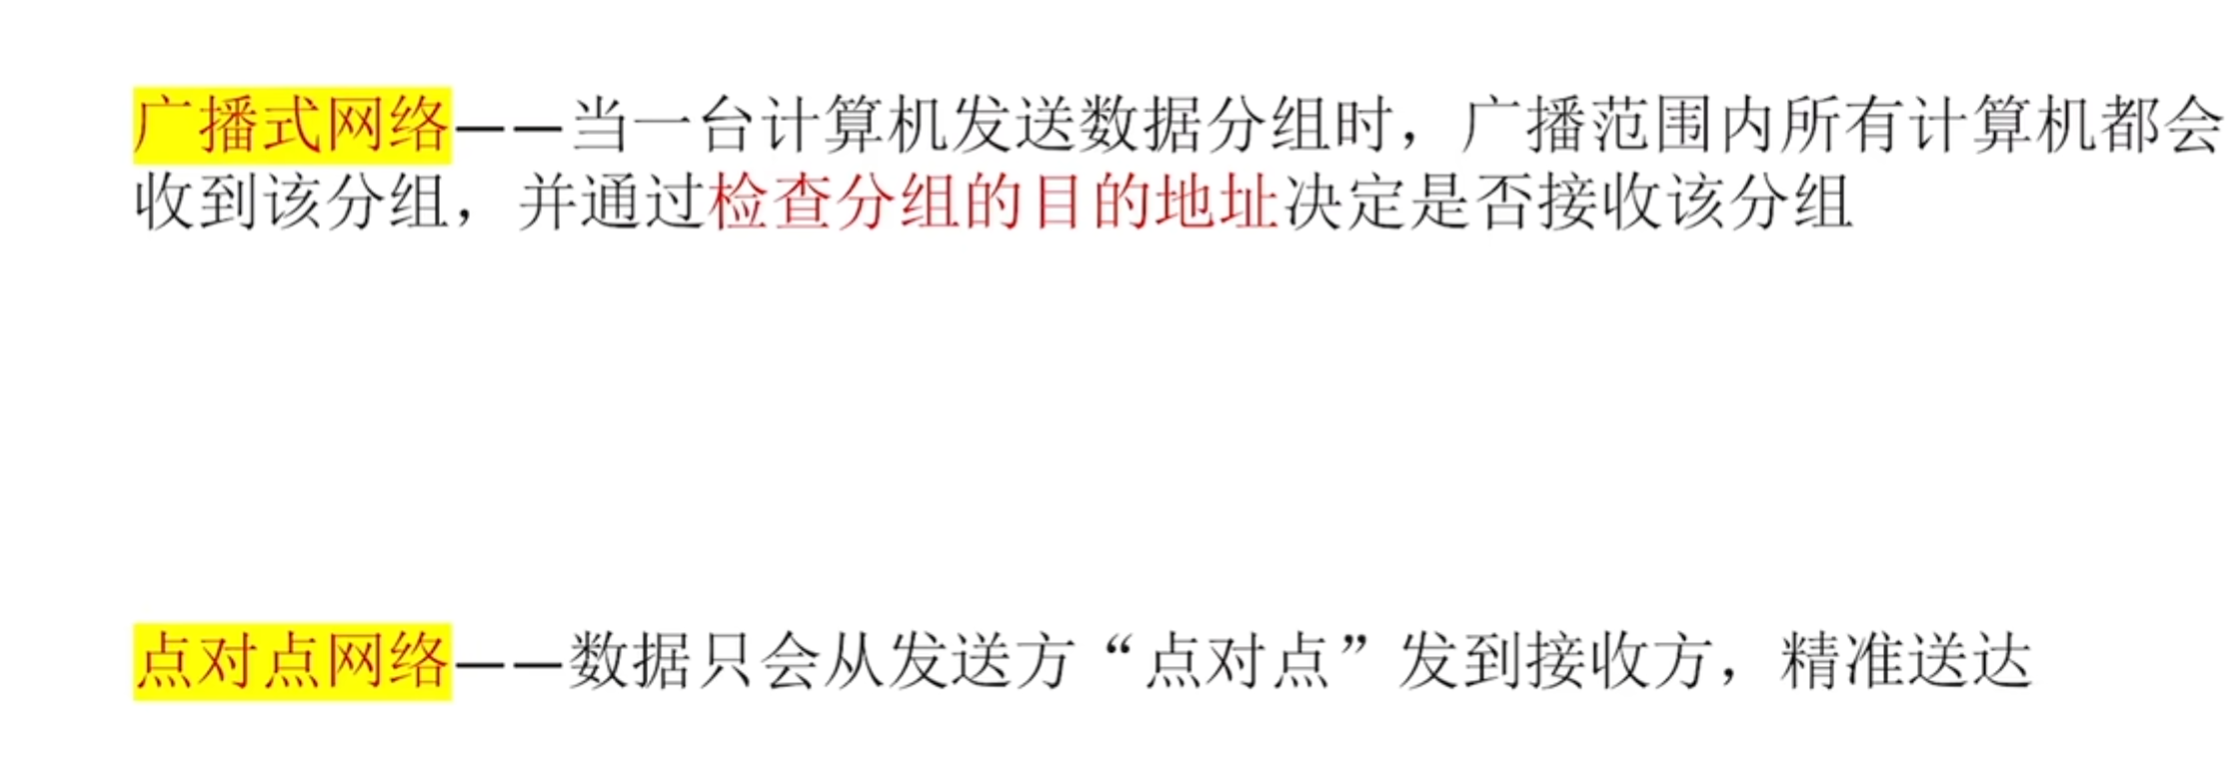 广播式网络——当一台计算机发送数据分组时，广播范围内所有计算机都会
收到该分组，并通过检查分组的目的地址决定是否接收该分组
点对点网络——数据只会从发送方“点对点”发到接收方，精准送达